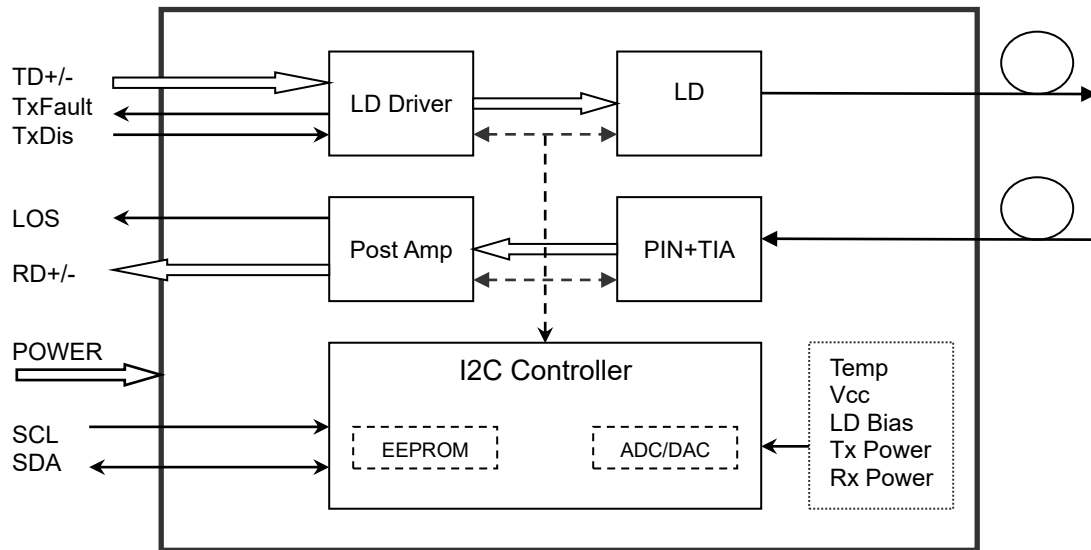 TD+/-
TxFault
TxDis
LD Driver
LD
LOS
RD+/-
Post Amp
PIN+TIA
POWER
SCL
SDA
I2C Controller
EEPROM
ADC/DAC
Temp
Vcc
LD Bias
Tx Power
Rx Power